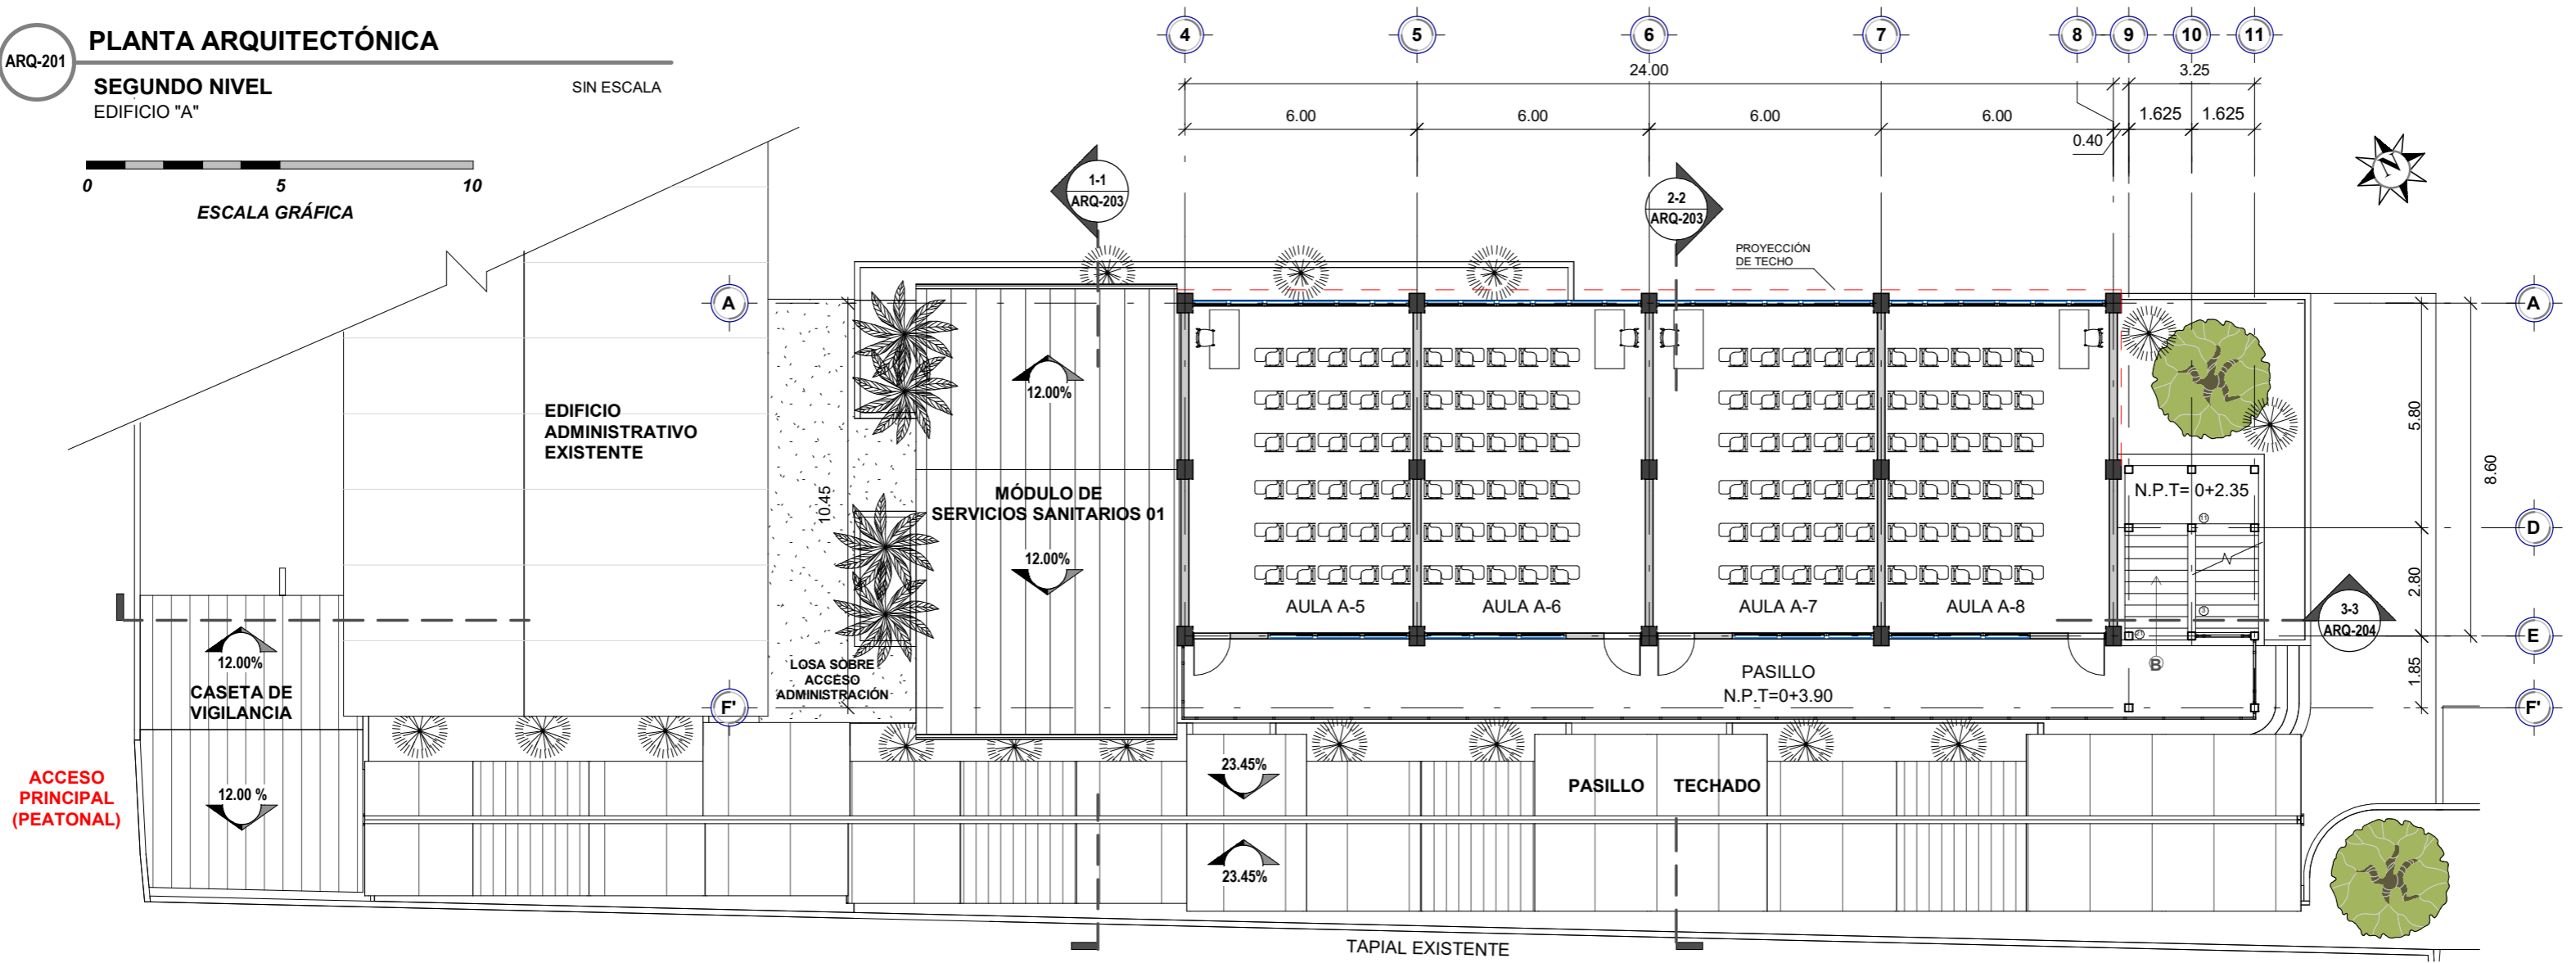 ARQ-201
PLANTA ARQUITECTÓNICA
SEGUNDO NIVEL
SIN ESCALA
EDIFICIO "A"
0 5 10
ESCALA GRÁFICA
4 5 6 7 8 9 10 11
24.00 3.25
6.00 6.00 6.00 6.00 1.625 1.625
0.40
N
1-1
ARQ-203
2-2
ARQ-203
PROYECCIÓN
DE TECHO
A
A
EDIFICIO
ADMINISTRATIVO
EXISTENTE
12.00%
10.45
MÓDULO DE
SERVICIOS SANITARIOS 01
12.00%
5.80
8.60
N.P.T= 0+2.35
11
D
2.80
3
21
B
AULA A-5 AULA A-6 AULA A-7 AULA A-8
3-3
ARQ-204
E
1.85
12.00%
CASETA DE
VIGILANCIA
12.00 %
LOSA SOBRE
ACCESO
ADMINISTRACIÓN
PASILLO
N.P.T=0+3.90
F'
F'
ACCESO
PRINCIPAL
(PEATONAL)
23.45%
PASILLO TECHADO
23.45%
TAPIAL EXISTENTE